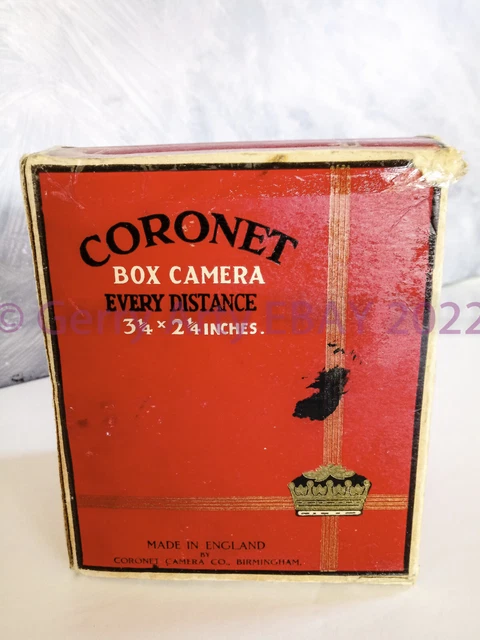 CORONET
BOX CAMERA
EVERY DISTANCE
3¼ × 2¼ INCHES.
© Gerry EBAY 2022
MADE IN ENGLAND
BY
CORONET CAMERA CO., BIRMINGHAM.